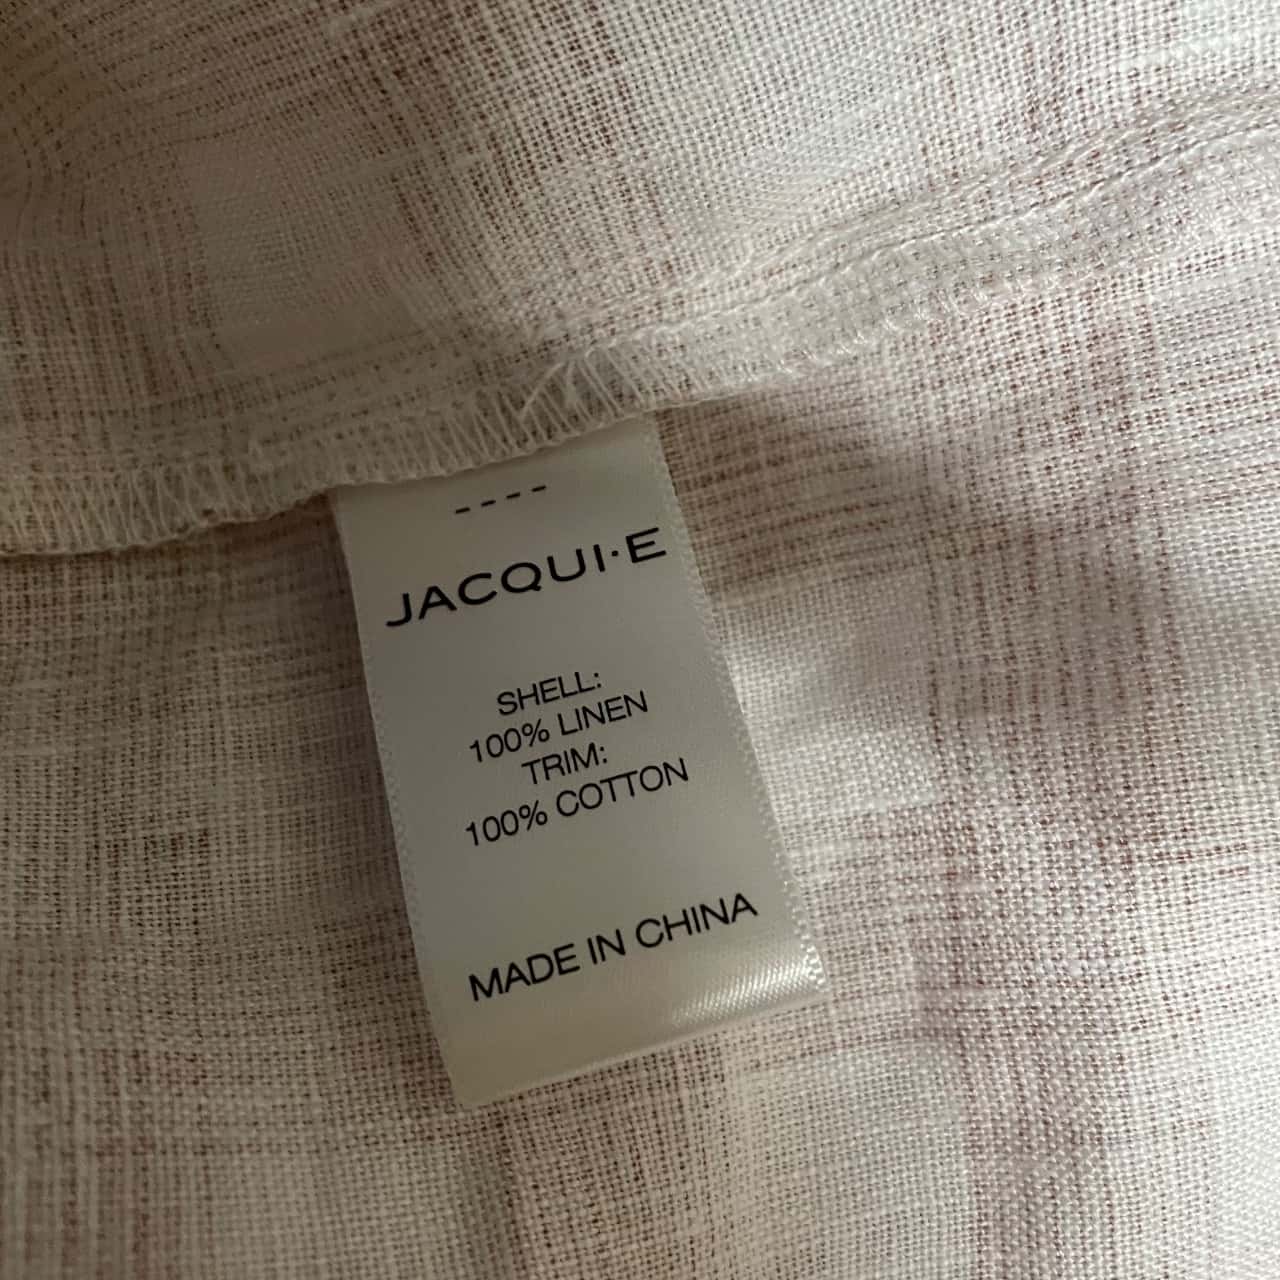 JACQUI·E
SHELL:
100% LINEN
TRIM:
100% COTTON
MADE IN CHINA